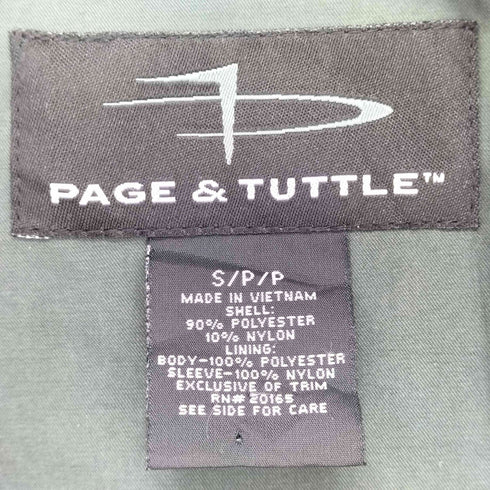 PAGE & TUTTLE™
S/P/P
MADE IN VIETNAM
SHELL:
90% POLYESTER
10% NYLON
LINING:
BODY-100% POLYESTER
SLEEVE-100% NYLON
EXCLUSIVE OF TRIM
RN# 20165
SEE SIDE FOR CARE